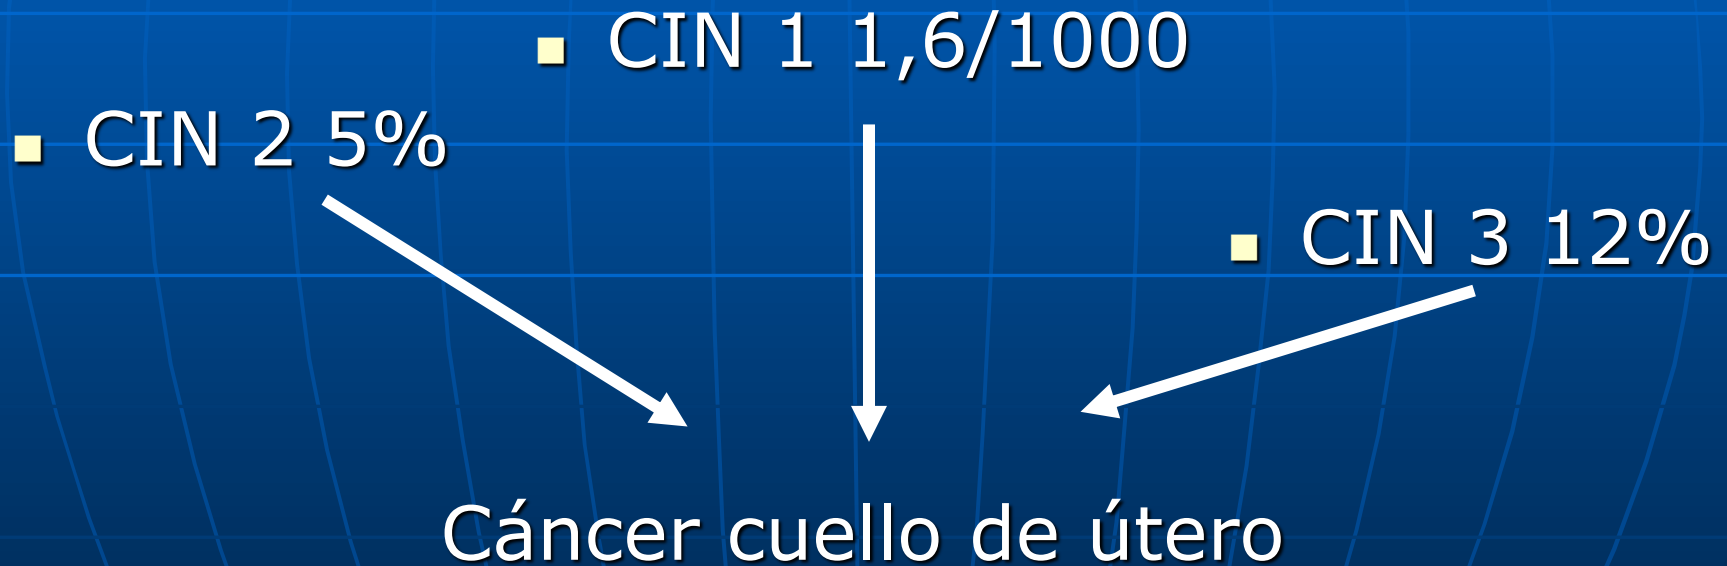 CIN 1 1,6/1000
CIN 2 5%
CIN 3 12%
Cáncer cuello de útero